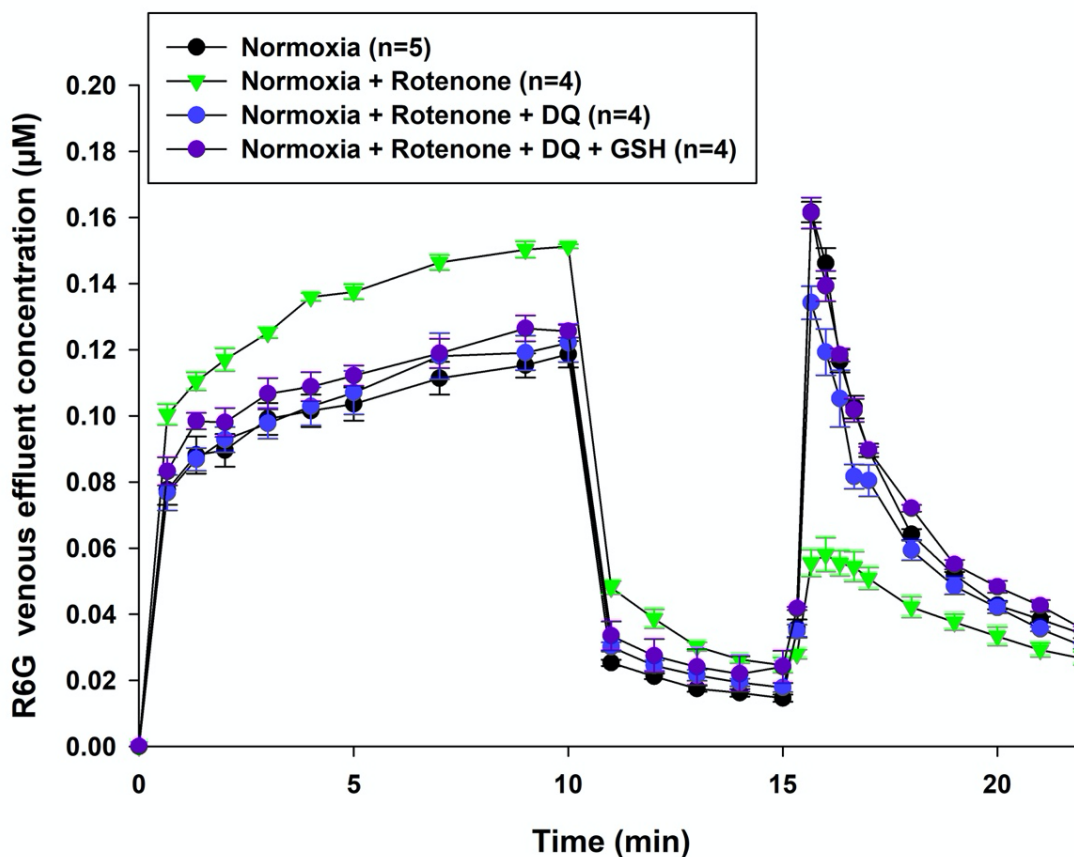 Normoxia (n=5)
Normoxia + Rotenone (n=4)
Normoxia + Rotenone + DQ (n=4)
Normoxia + Rotenone + DQ + GSH (n=4)
R6G venous effluent concentration (µM)
0.20
0.18
0.16
0.14
0.12
0.10
0.08
0.06
0.04
0.02
0.00
0 5 10 15 20
Time (min)